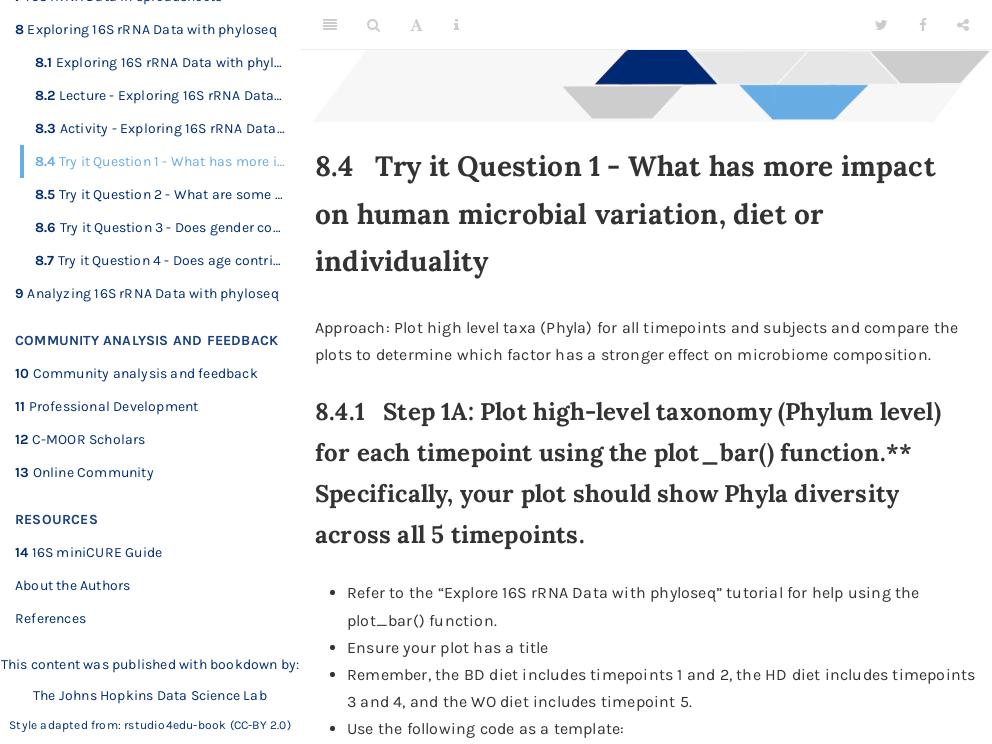 8 Exploring 16S rRNA Data with phyloseq
8.1 Exploring 16S rRNA Data with phyl…
8.2 Lecture - Exploring 16S rRNA Data…
8.3 Activity - Exploring 16S rRNA Data…
8.4 Try it Question 1 - What has more i…
8.5 Try it Question 2 - What are some …
8.6 Try it Question 3 - Does gender co…
8.7 Try it Question 4 - Does age contri…
9 Analyzing 16S rRNA Data with phyloseq
COMMUNITY ANALYSIS AND FEEDBACK
10 Community analysis and feedback
11 Professional Development
12 C-MOOR Scholars
13 Online Community
RESOURCES
14 16S miniCURE Guide
About the Authors
References
This content was published with bookdown by:
The Johns Hopkins Data Science Lab
Style adapted from: rstudio4edu-book (CC-BY 2.0)
8.4 Try it Question 1 - What has more impact
on human microbial variation, diet or
individuality
Approach: Plot high level taxa (Phyla) for all timepoints and subjects and compare the
plots to determine which factor has a stronger effect on microbiome composition.
8.4.1 Step 1A: Plot high-level taxonomy (Phylum level)
for each timepoint using the plot_bar() function.**
Specifically, your plot should show Phyla diversity
across all 5 timepoints.
• Refer to the “Explore 16S rRNA Data with phyloseq” tutorial for help using the
plot_bar() function.
• Ensure your plot has a title
• Remember, the BD diet includes timepoints 1 and 2, the HD diet includes timepoints
3 and 4, and the WO diet includes timepoint 5.
• Use the following code as a template: